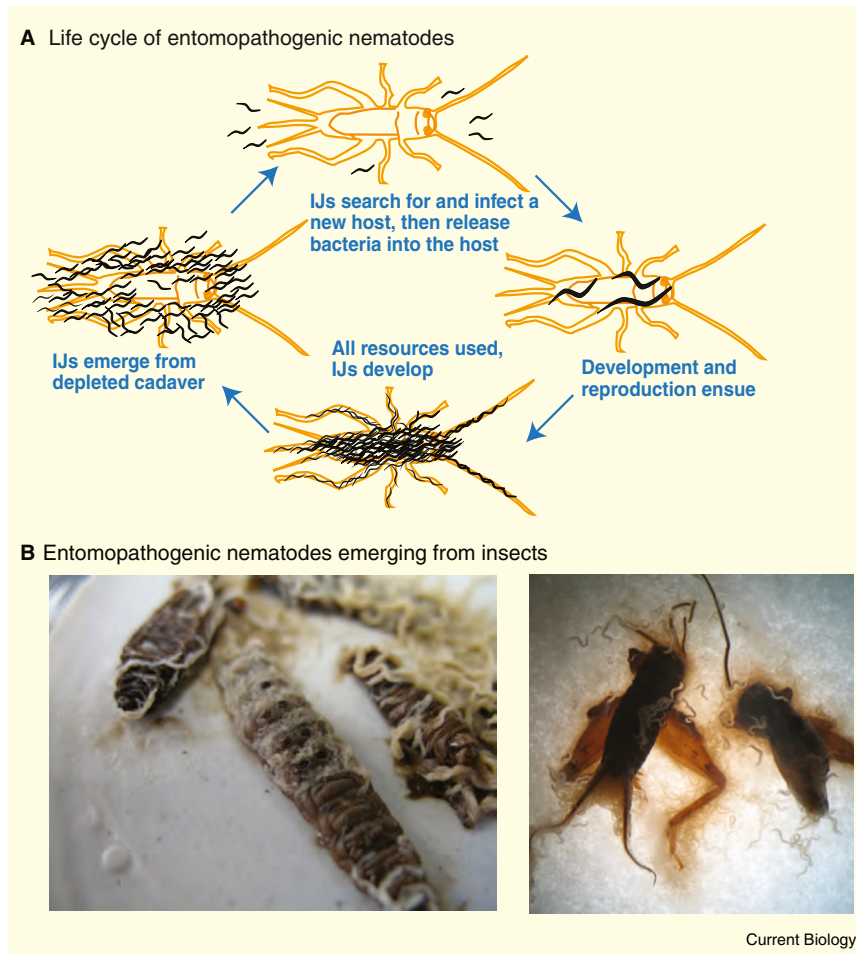 A Life cycle of entomopathogenic nematodes
IJs search for and infect a
new host, then release
bacteria into the host
Development and
reproduction ensue
All resources used,
IJs develop
IJs emerge from
depleted cadaver
B Entomopathogenic nematodes emerging from insects
Current Biology